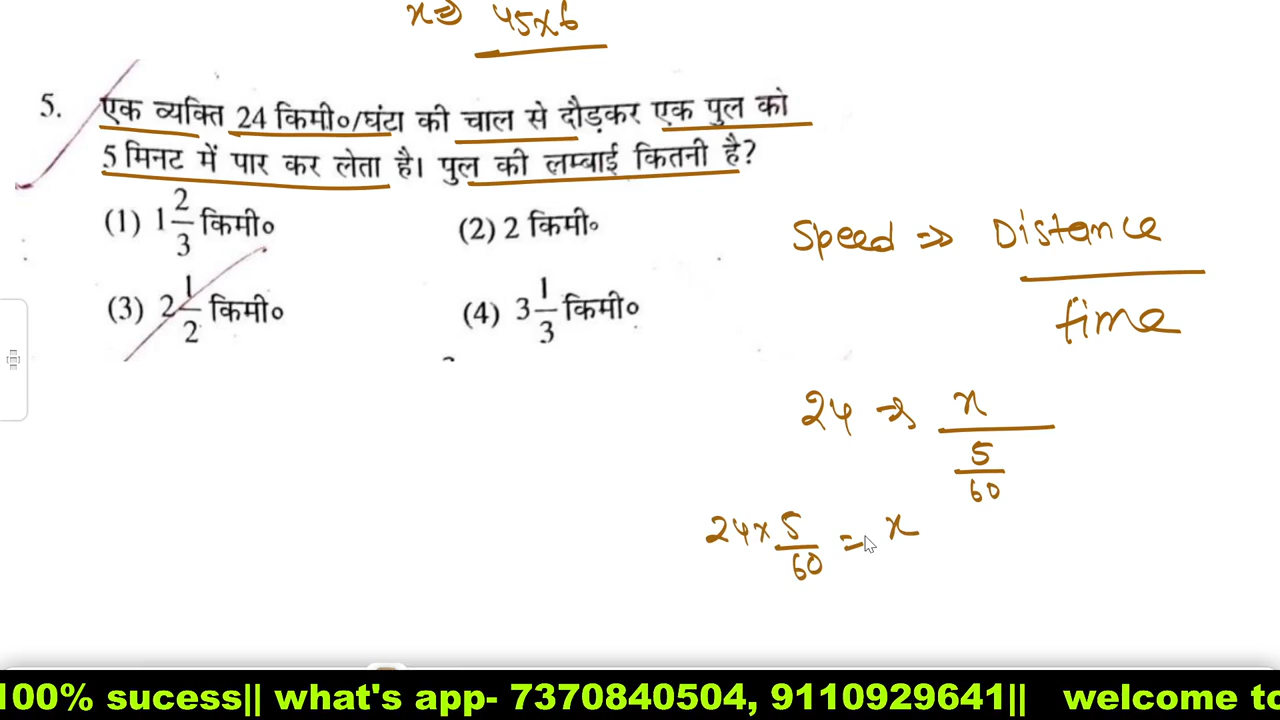 x ⇒ 45×6
5. एक व्यक्ति 24 किमी०/घंटा की चाल से दौड़कर एक पुल को
5 मिनट में पार कर लेता है। पुल की लम्बाई कितनी है?
(1) 1 2/3 किमी० (2) 2 किमी०
(3) 2 1/2 किमी० (4) 3 1/3 किमी०
Speed ⇒ Distance
time
24 ⇒ x
5
60
24 × 5/60 = x
100% sucess|| what's app- 7370840504, 9110929641|| welcome to